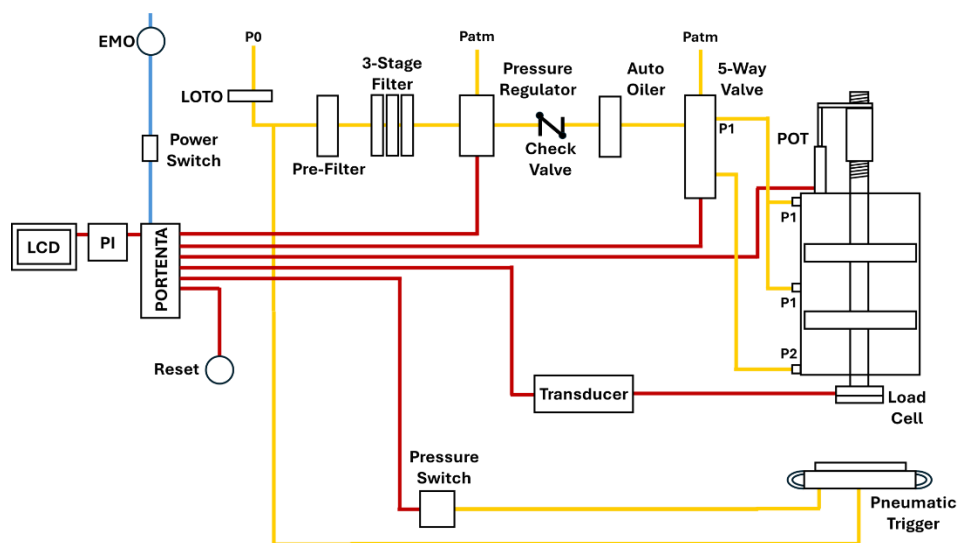 EMO
P0
LOTO
Power
Switch
Pre-Filter
3-Stage
Filter
Patm
Pressure
Regulator
Check
Valve
Auto
Oiler
Patm
5-Way
Valve
P1
POT
P1
P1
P2
LCD
PI
PORTENTA
Reset
Transducer
Load
Cell
Pressure
Switch
Pneumatic
Trigger